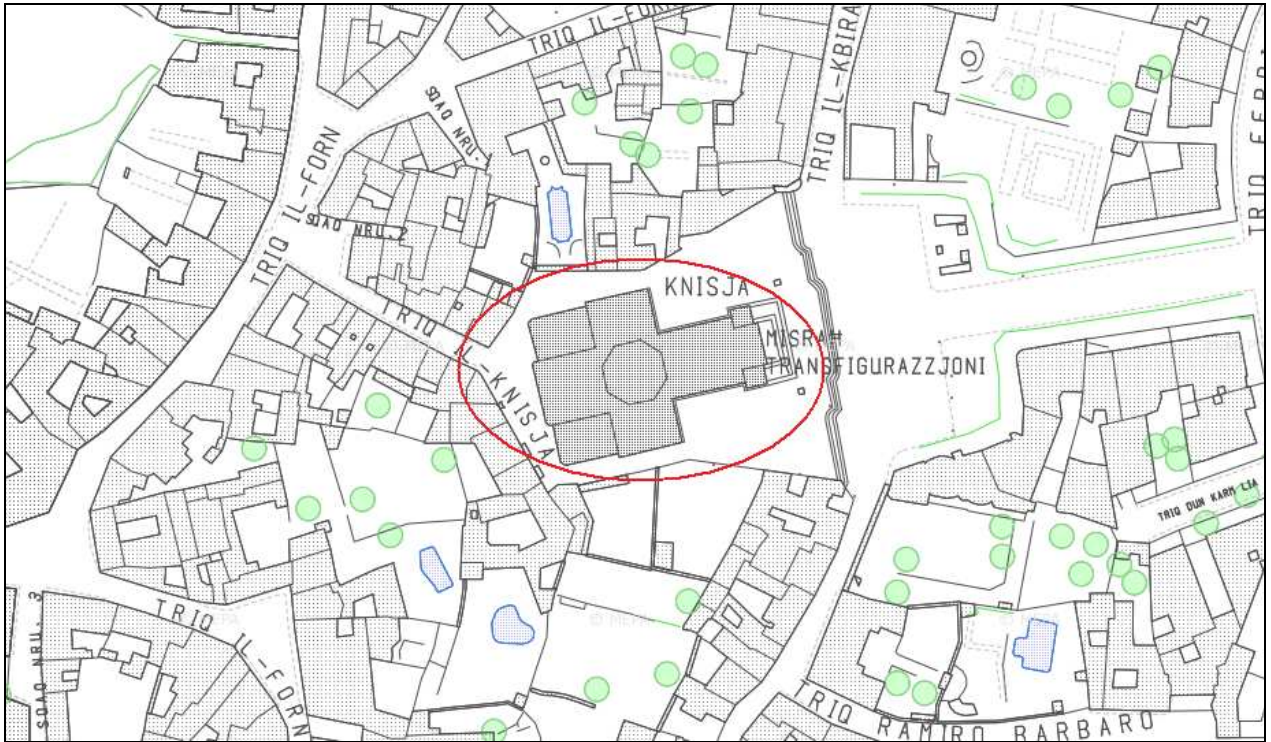 TRIQ IL-FORN
TRIQ IL-KBIRA
SQAQ NRU.
TRIQ IL-FORN
SQAQ NRU.2
KNISJA
MISRAĦ
TRANSFIGURAZZJONI
TRIQ IL-KNISJA
TRIQ DUN KARM LIA
© MEPA
SQAQ NRU. 3
TRIQ IL-FORN
TRIQ RAMIRO BARBARO